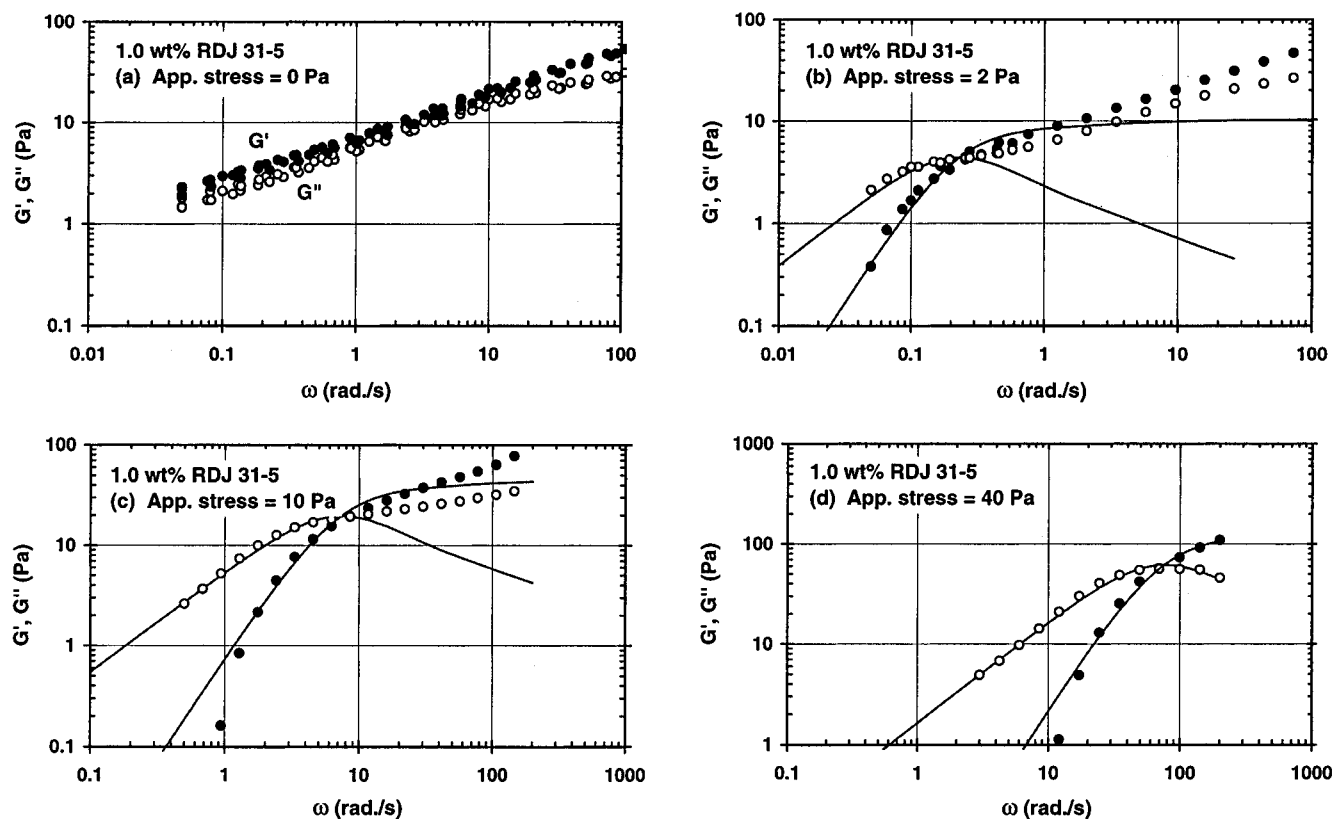 1.0 wt% RDJ 31-5
(a) App. stress = 0 Pa
G'
G"
G', G" (Pa)
100
10
1
0.1
0.01
0.1
1
10
100
ω (rad./s)
1.0 wt% RDJ 31-5
(b) App. stress = 2 Pa
G', G" (Pa)
100
10
1
0.1
0.01
0.1
1
10
100
ω (rad./s)
1.0 wt% RDJ 31-5
(c) App. stress = 10 Pa
G', G" (Pa)
100
10
1
0.1
0.1
1
10
100
1000
ω (rad./s)
1.0 wt% RDJ 31-5
(d) App. stress = 40 Pa
G', G" (Pa)
1000
100
10
1
0.1
1
10
100
1000
ω (rad./s)